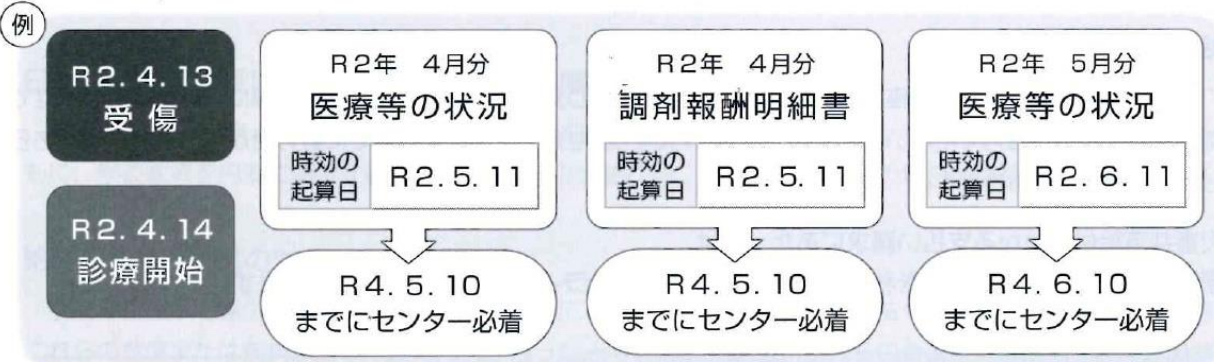 例
R2.4.13
受傷
R2.4.14
診療開始
R2年 4月分
医療等の状況
時効の
起算日
R2.5.11
R4.5.10
までにセンター必着
R2年 4月分
調剤報酬明細書
時効の
起算日
R2.5.11
R4.5.10
までにセンター必着
R2年 5月分
医療等の状況
時効の
起算日
R2.6.11
R4.6.10
までにセンター必着